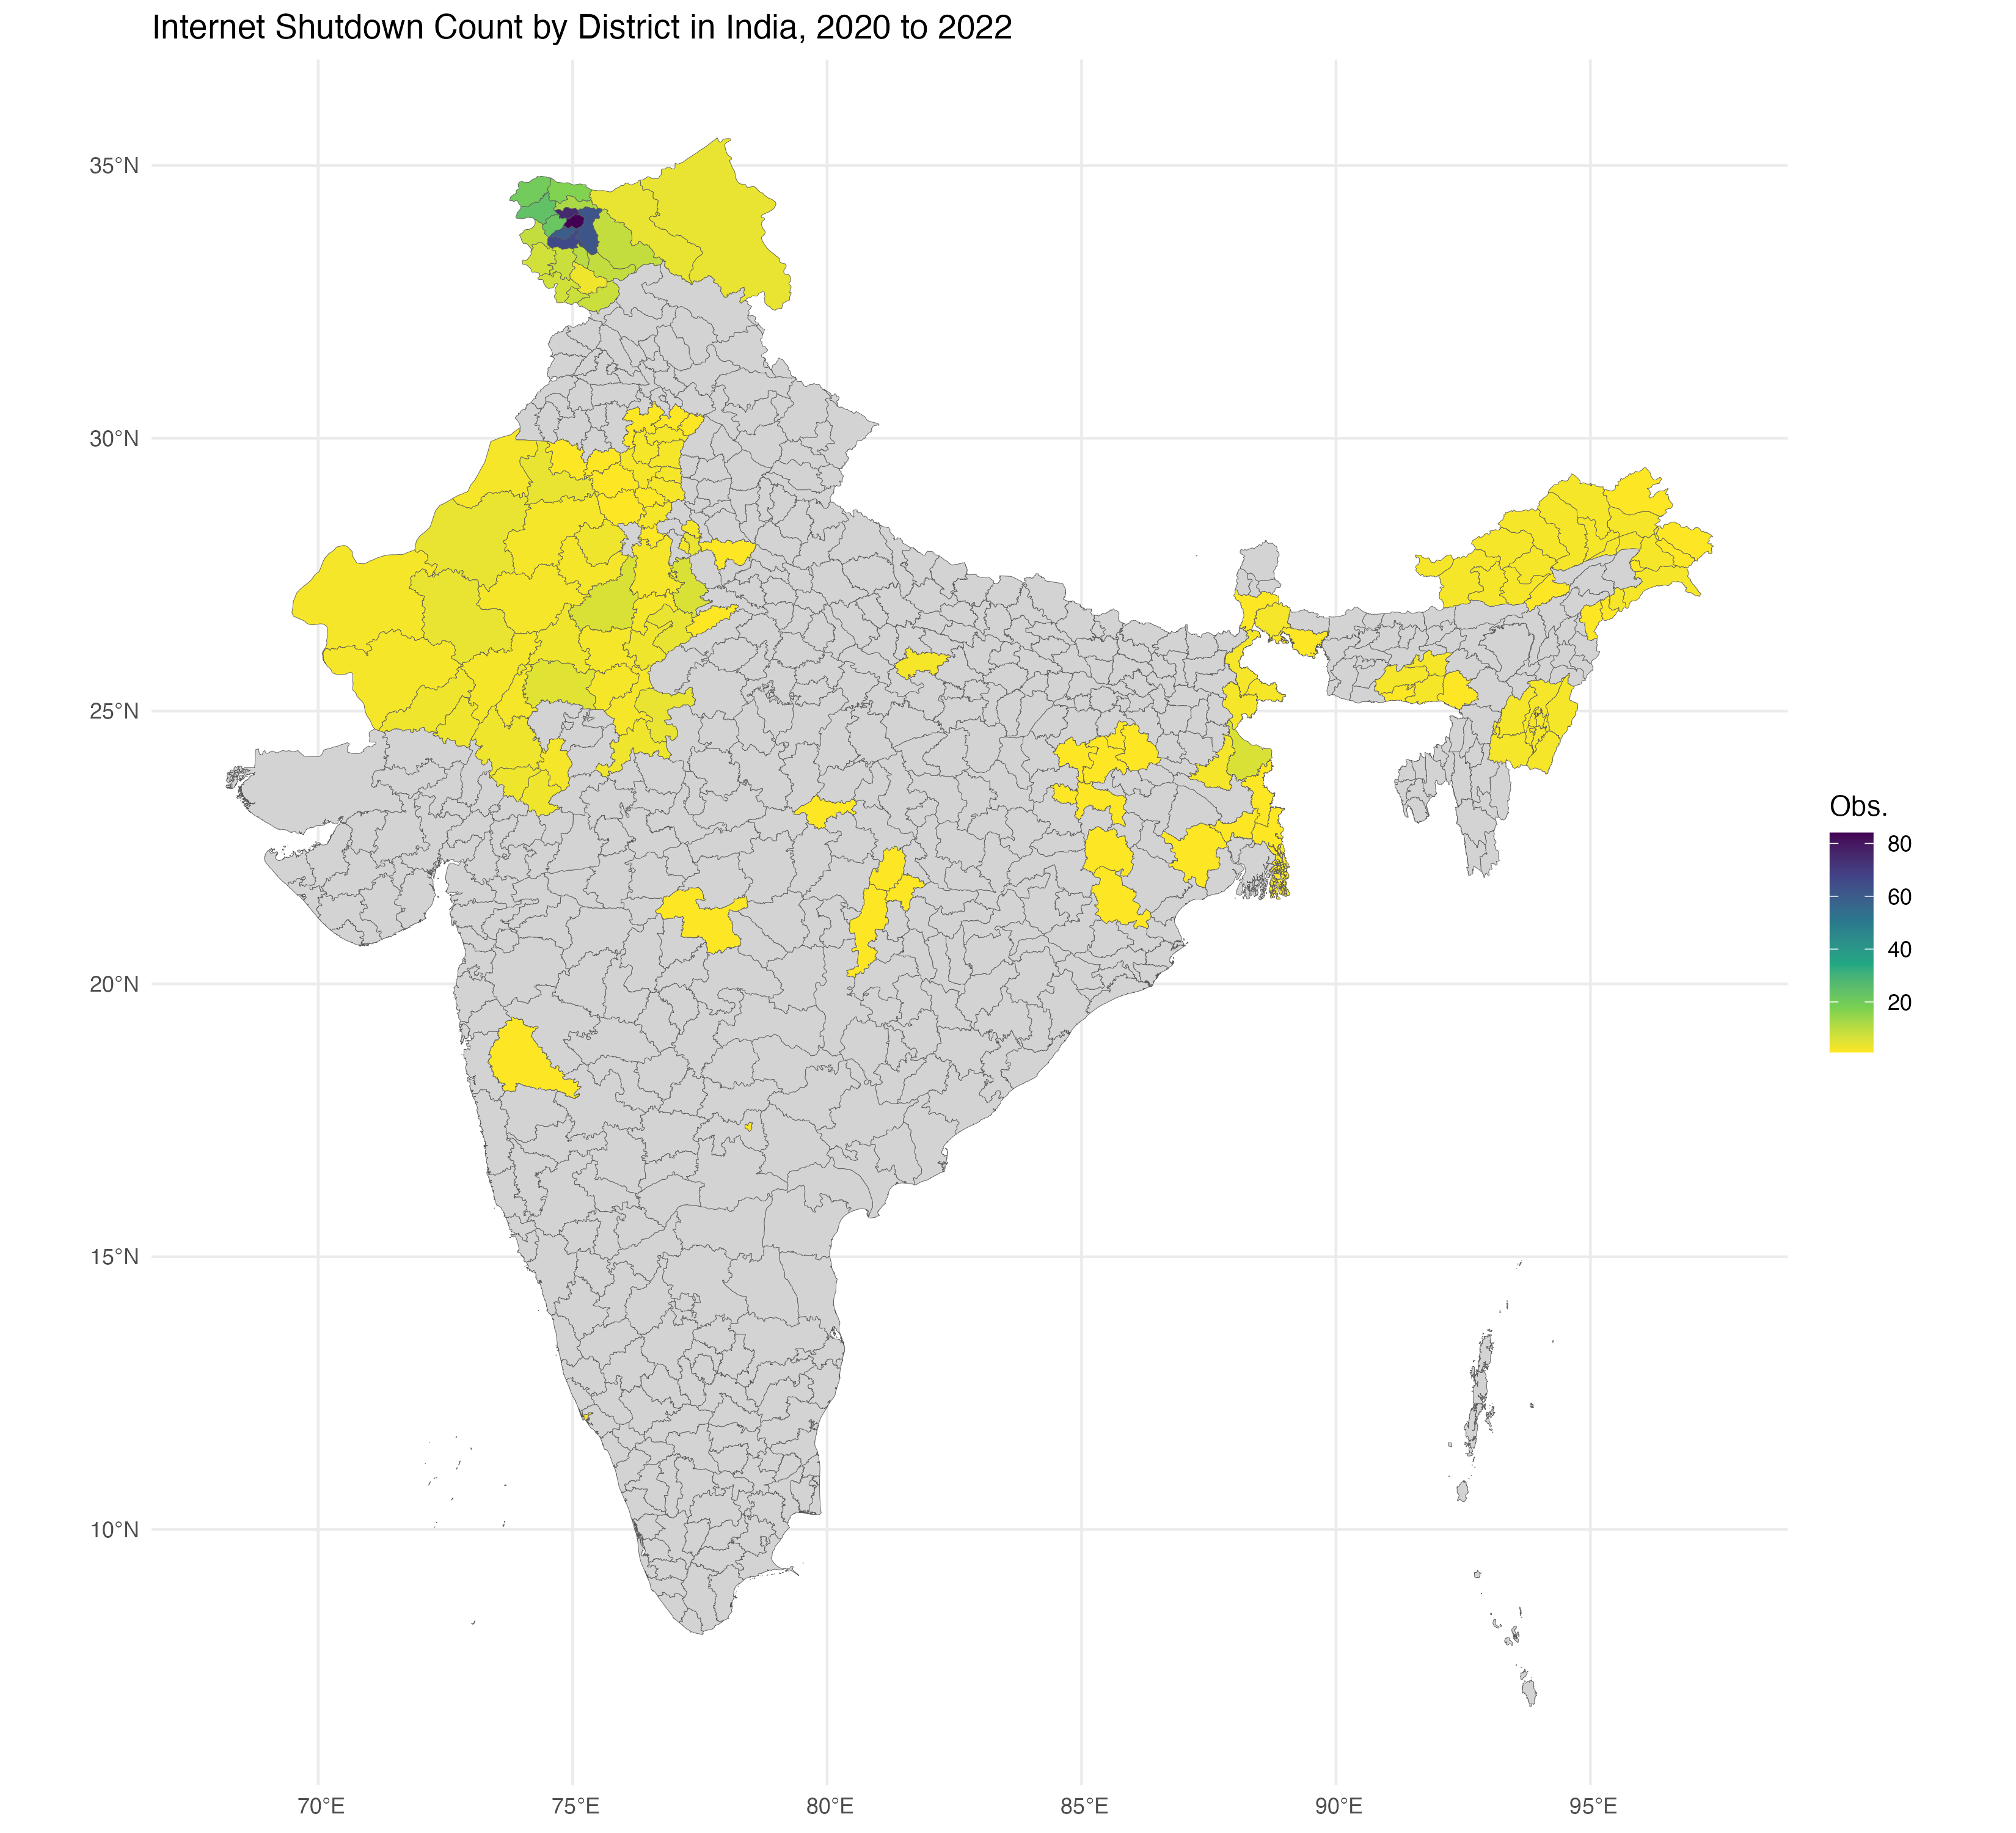 Internet Shutdown Count by District in India, 2020 to 2022
35°N
30°N
25°N
20°N
15°N
10°N
70°E 75°E 80°E 85°E 90°E 95°E
Obs.
80
60
40
20